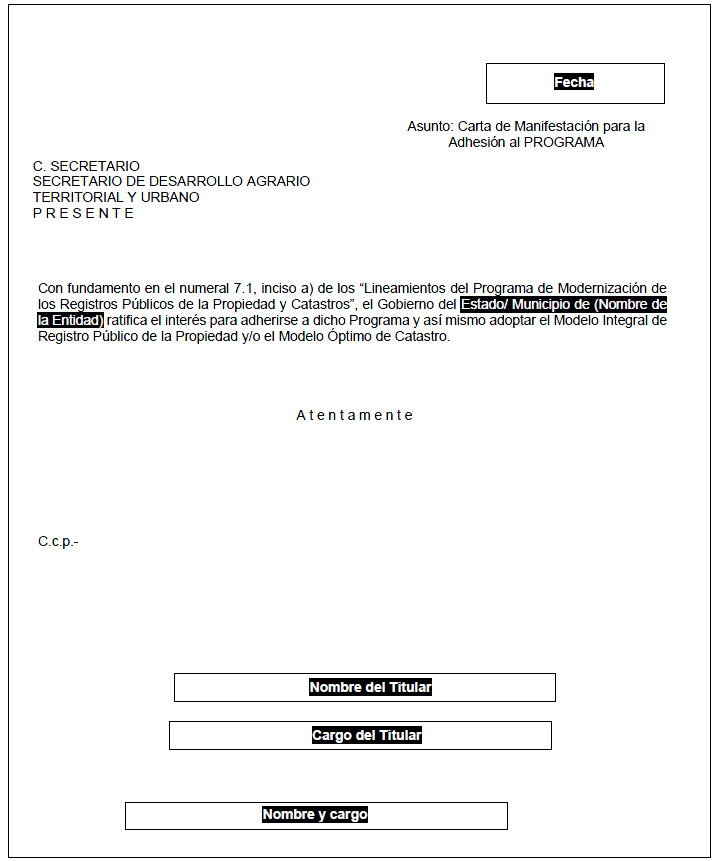 Fecha
Asunto: Carta de Manifestación para la
Adhesión al PROGRAMA
C. SECRETARIO
SECRETARIO DE DESARROLLO AGRARIO
TERRITORIAL Y URBANO
P R E S E N T E
Con fundamento en el numeral 7.1, inciso a) de los “Lineamientos del Programa de Modernización de
los Registros Públicos de la Propiedad y Catastros”, el Gobierno del Estado/ Municipio de (Nombre de
la Entidad) ratifica el interés para adherirse a dicho Programa y así mismo adoptar el Modelo Integral de
Registro Público de la Propiedad y/o el Modelo Óptimo de Catastro.
A t e n t a m e n t e
C.c.p.-
Nombre del Titular
Cargo del Titular
Nombre y cargo